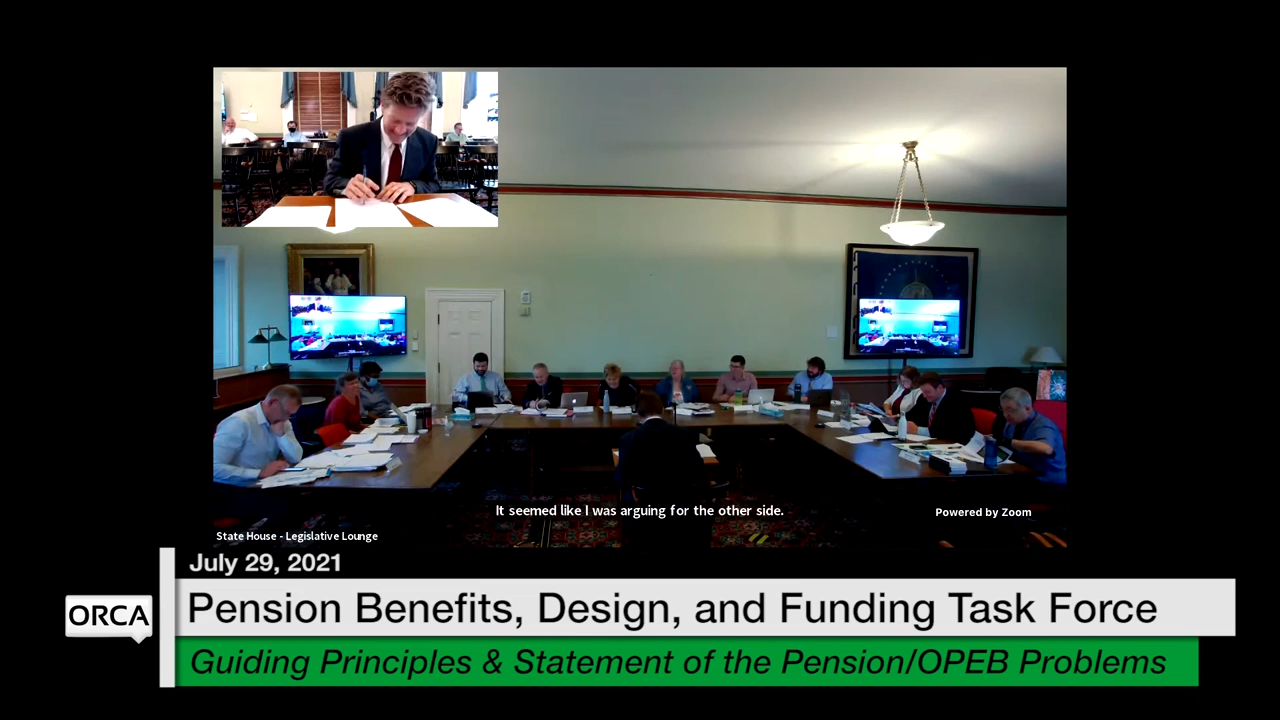 It seemed like I was arguing for the other side.
Powered by Zoom
State House - Legislative Lounge
July 29, 2021
ORCA
Pension Benefits, Design, and Funding Task Force
Guiding Principles & Statement of the Pension/OPEB Problems